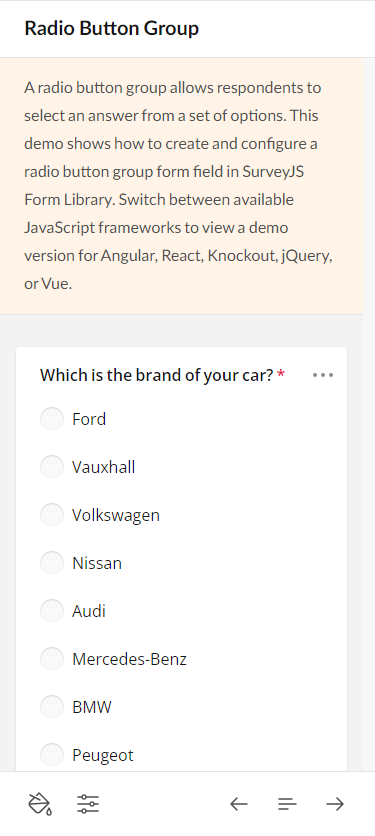 Radio Button Group
A radio button group allows respondents to
select an answer from a set of options. This
demo shows how to create and configure a
radio button group form field in SurveyJS
Form Library. Switch between available
JavaScript frameworks to view a demo
version for Angular, React, Knockout, jQuery,
or Vue.
Which is the brand of your car? *
Ford
Vauxhall
Volkswagen
Nissan
Audi
Mercedes-Benz
BMW
Peugeot